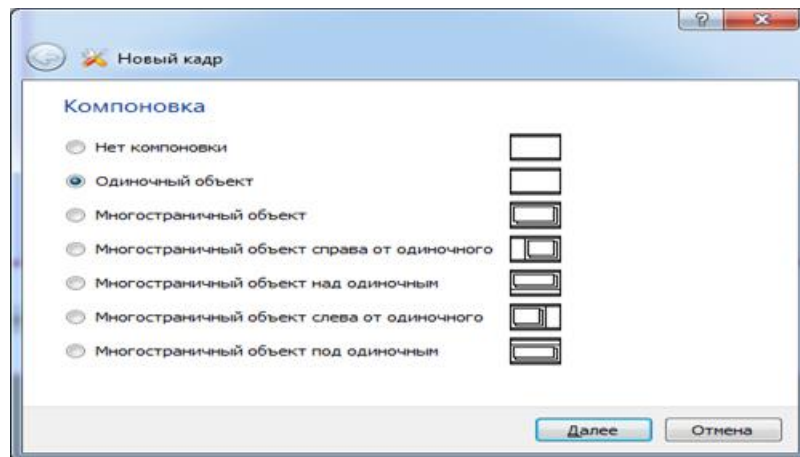 ?
Новый кадр
Компоновка
Нет компоновки
Одиночный объект
Многостраничный объект
Многостраничный объект справа от одиночного
Многостраничный объект над одиночным
Многостраничный объект слева от одиночного
Многостраничный объект под одиночным
Далее Отмена